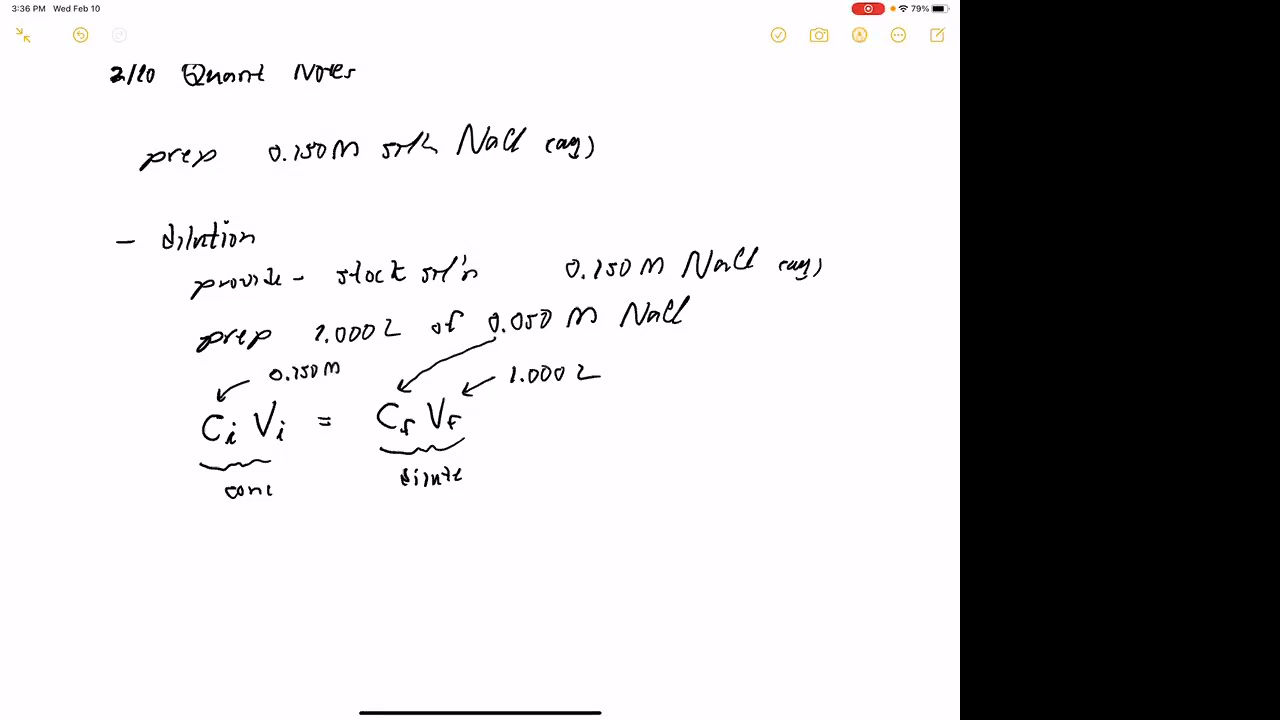 3:36 PM Wed Feb 10
79%
2/10 Quant Notes
prep 0.150 M sol'n NaCl (aq)
- dilution
provide - stock sol'n 0.150 M NaCl (aq)
prep 1.000 L of 0.050 M NaCl
0.150 M
1.000 L
Ci Vi = Cf Vf
conc dilute